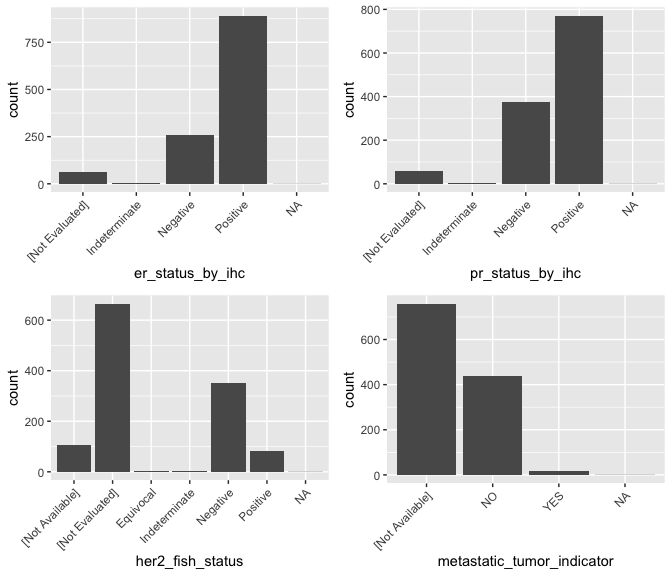 count
750
500
250
0
[Not Evaluated]
Indeterminate
Negative
Positive
NA
er_status_by_ihc
count
800
600
400
200
0
[Not Evaluated]
Indeterminate
Negative
Positive
NA
pr_status_by_ihc
count
600
400
200
0
[Not Available]
[Not Evaluated]
Equivocal
Indeterminate
Negative
Positive
NA
her2_fish_status
count
600
400
200
0
[Not Available]
NO
YES
NA
metastatic_tumor_indicator